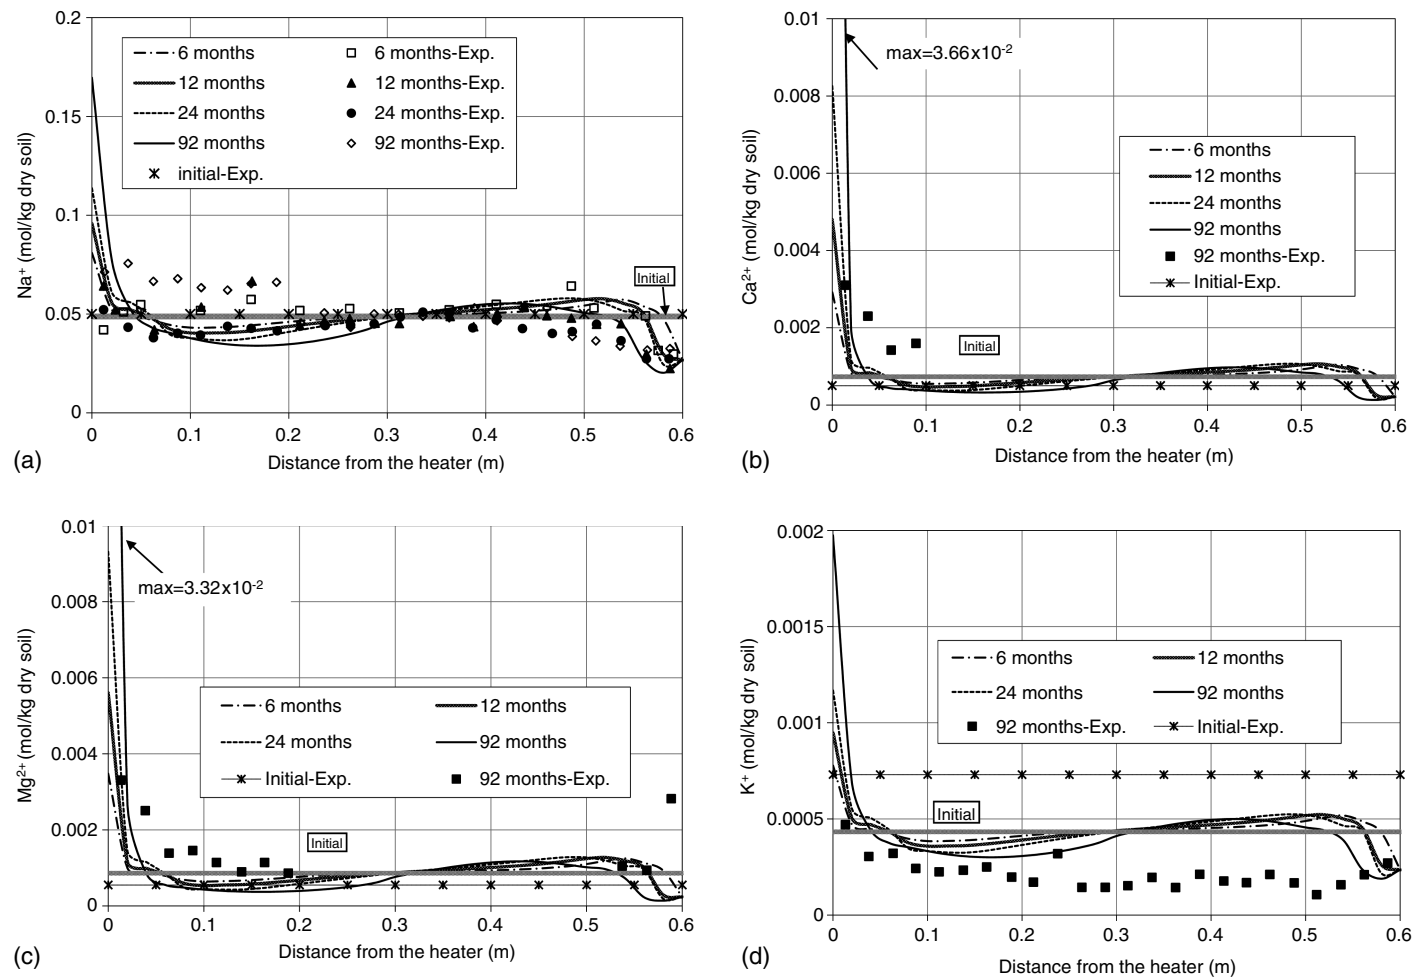 0.2
0.15
0.1
0.05
0
Na⁺ (mol/kg dry soil)
6 months
6 months-Exp.
12 months
12 months-Exp.
24 months
24 months-Exp.
92 months
92 months-Exp.
initial-Exp.
Initial
0 0.1 0.2 0.3 0.4 0.5 0.6
Distance from the heater (m)
(a)
0.01
0.008
0.006
0.004
0.002
0
Ca²⁺ (mol/kg dry soil)
max=3.66x10⁻²
6 months
12 months
24 months
92 months
92 months-Exp.
Initial-Exp.
Initial
0 0.1 0.2 0.3 0.4 0.5 0.6
Distance from the heater (m)
(b)
0.01
0.008
0.006
0.004
0.002
0
Mg²⁺ (mol/kg dry soil)
max=3.32x10⁻²
6 months
12 months
24 months
92 months
Initial-Exp.
92 months-Exp.
Initial
0 0.1 0.2 0.3 0.4 0.5 0.6
Distance from the heater (m)
(c)
0.002
0.0015
0.001
0.0005
0
K⁺ (mol/kg dry soil)
6 months
12 months
24 months
92 months
92 months-Exp.
Initial-Exp.
Initial
0 0.1 0.2 0.3 0.4 0.5 0.6
Distance from the heater (m)
(d)